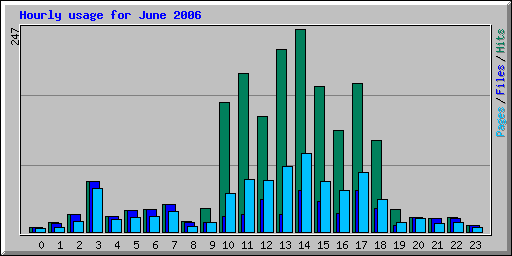 Hourly usage for June 2006
247
Pages / Files / Hits
0 1 2 3 4 5 6 7 8 9 10 11 12 13 14 15 16 17 18 19 20 21 22 23